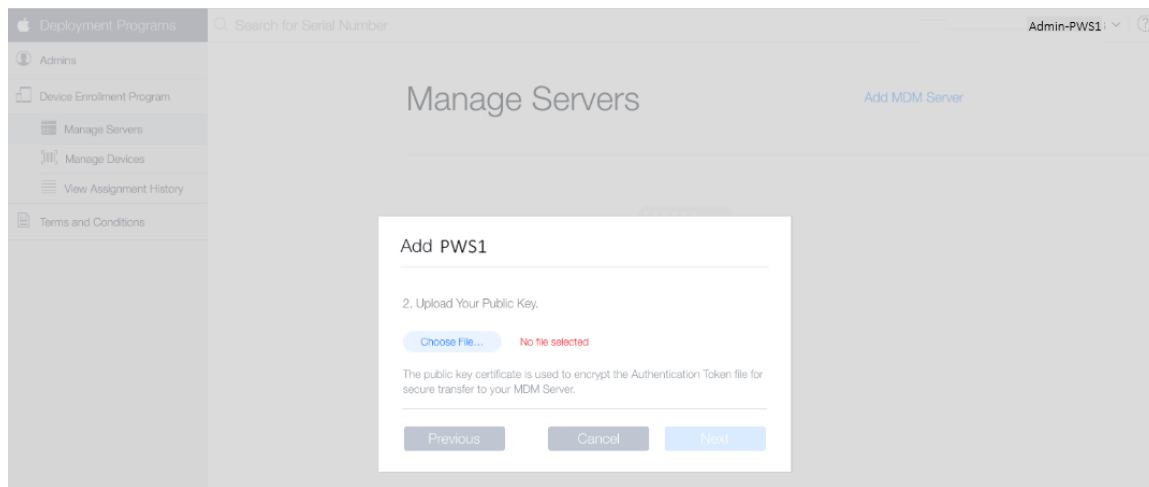 Deployment Programs
Search for Serial Number
Admin-PWS1
?
Admins
Device Enrollment Program
Manage Servers
Manage Devices
View Assignment History
Terms and Conditions
Manage Servers
Add MDM Server
Add PWS1
2. Upload Your Public Key.
Choose File...
No file selected
The public key certificate is used to encrypt the Authentication Token file for
secure transfer to your MDM Server.
Previous
Cancel
Next